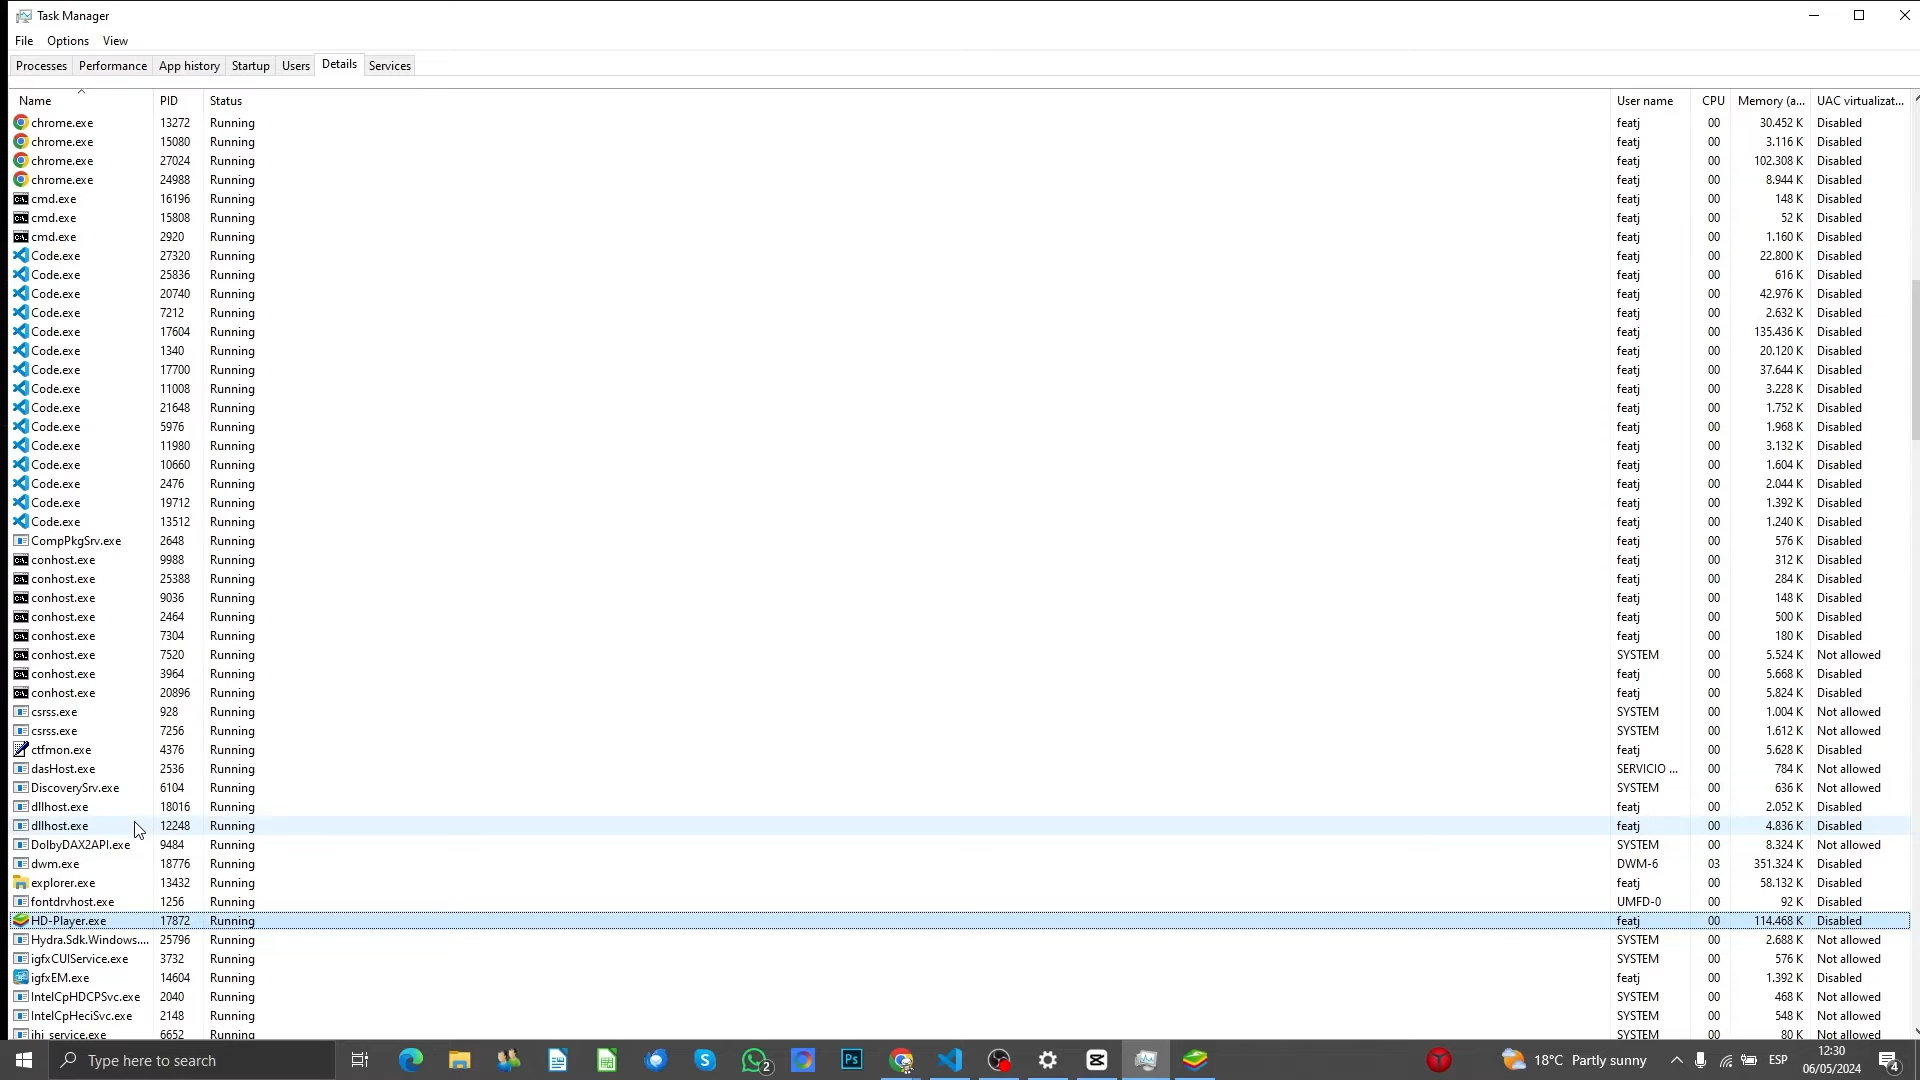 Task Manager
File Options View
Processes Performance App history Startup Users Details Services
Name PID Status User name CPU Memory (a... UAC virtualizat...
chrome.exe 13272 Running featj 00 30.452 K Disabled
chrome.exe 15080 Running featj 00 3.116 K Disabled
chrome.exe 27024 Running featj 00 102.308 K Disabled
chrome.exe 24988 Running featj 00 8.944 K Disabled
cmd.exe 16196 Running featj 00 148 K Disabled
cmd.exe 15808 Running featj 00 52 K Disabled
cmd.exe 2920 Running featj 00 1.160 K Disabled
Code.exe 27320 Running featj 00 22.800 K Disabled
Code.exe 25836 Running featj 00 616 K Disabled
Code.exe 20740 Running featj 00 42.976 K Disabled
Code.exe 7212 Running featj 00 2.632 K Disabled
Code.exe 17604 Running featj 00 135.436 K Disabled
Code.exe 1340 Running featj 00 20.120 K Disabled
Code.exe 17700 Running featj 00 37.644 K Disabled
Code.exe 11008 Running featj 00 3.228 K Disabled
Code.exe 21648 Running featj 00 1.752 K Disabled
Code.exe 5976 Running featj 00 1.968 K Disabled
Code.exe 11980 Running featj 00 3.132 K Disabled
Code.exe 10660 Running featj 00 1.604 K Disabled
Code.exe 2476 Running featj 00 2.044 K Disabled
Code.exe 19712 Running featj 00 1.392 K Disabled
Code.exe 13512 Running featj 00 1.240 K Disabled
CompPkgSrv.exe 2648 Running featj 00 576 K Disabled
conhost.exe 9988 Running featj 00 312 K Disabled
conhost.exe 25388 Running featj 00 284 K Disabled
conhost.exe 9036 Running featj 00 148 K Disabled
conhost.exe 2464 Running featj 00 500 K Disabled
conhost.exe 7304 Running featj 00 180 K Disabled
conhost.exe 7520 Running SYSTEM 00 5.524 K Not allowed
conhost.exe 3964 Running featj 00 5.668 K Disabled
conhost.exe 20896 Running featj 00 5.824 K Disabled
csrss.exe 928 Running SYSTEM 00 1.004 K Not allowed
csrss.exe 7256 Running SYSTEM 00 1.612 K Not allowed
ctfmon.exe 4376 Running featj 00 5.628 K Disabled
dasHost.exe 2536 Running SERVICIO ... 00 784 K Not allowed
DiscoverySrv.exe 6104 Running SYSTEM 00 636 K Not allowed
dllhost.exe 18016 Running featj 00 2.052 K Disabled
dllhost.exe 12248 Running featj 00 4.836 K Disabled
DolbyDAX2API.exe 9484 Running SYSTEM 00 8.324 K Not allowed
dwm.exe 18776 Running DWM-6 03 351.324 K Disabled
explorer.exe 13432 Running featj 00 58.132 K Disabled
fontdrvhost.exe 1256 Running UMFD-0 00 92 K Disabled
HD-Player.exe 17872 Running featj 00 114.468 K Disabled
Hydra.Sdk.Windows.... 25796 Running SYSTEM 00 2.688 K Not allowed
igfxCUIService.exe 3732 Running SYSTEM 00 576 K Not allowed
igfxEM.exe 14604 Running featj 00 1.392 K Disabled
IntelCpHDCPSvc.exe 2040 Running SYSTEM 00 468 K Not allowed
IntelCpHeciSvc.exe 2148 Running SYSTEM 00 548 K Not allowed
jhi_service.exe 6652 Running SYSTEM 00 80 K Not allowed
Type here to search Ps 2 18°C Partly sunny ESP 12:30 4
06/05/2024